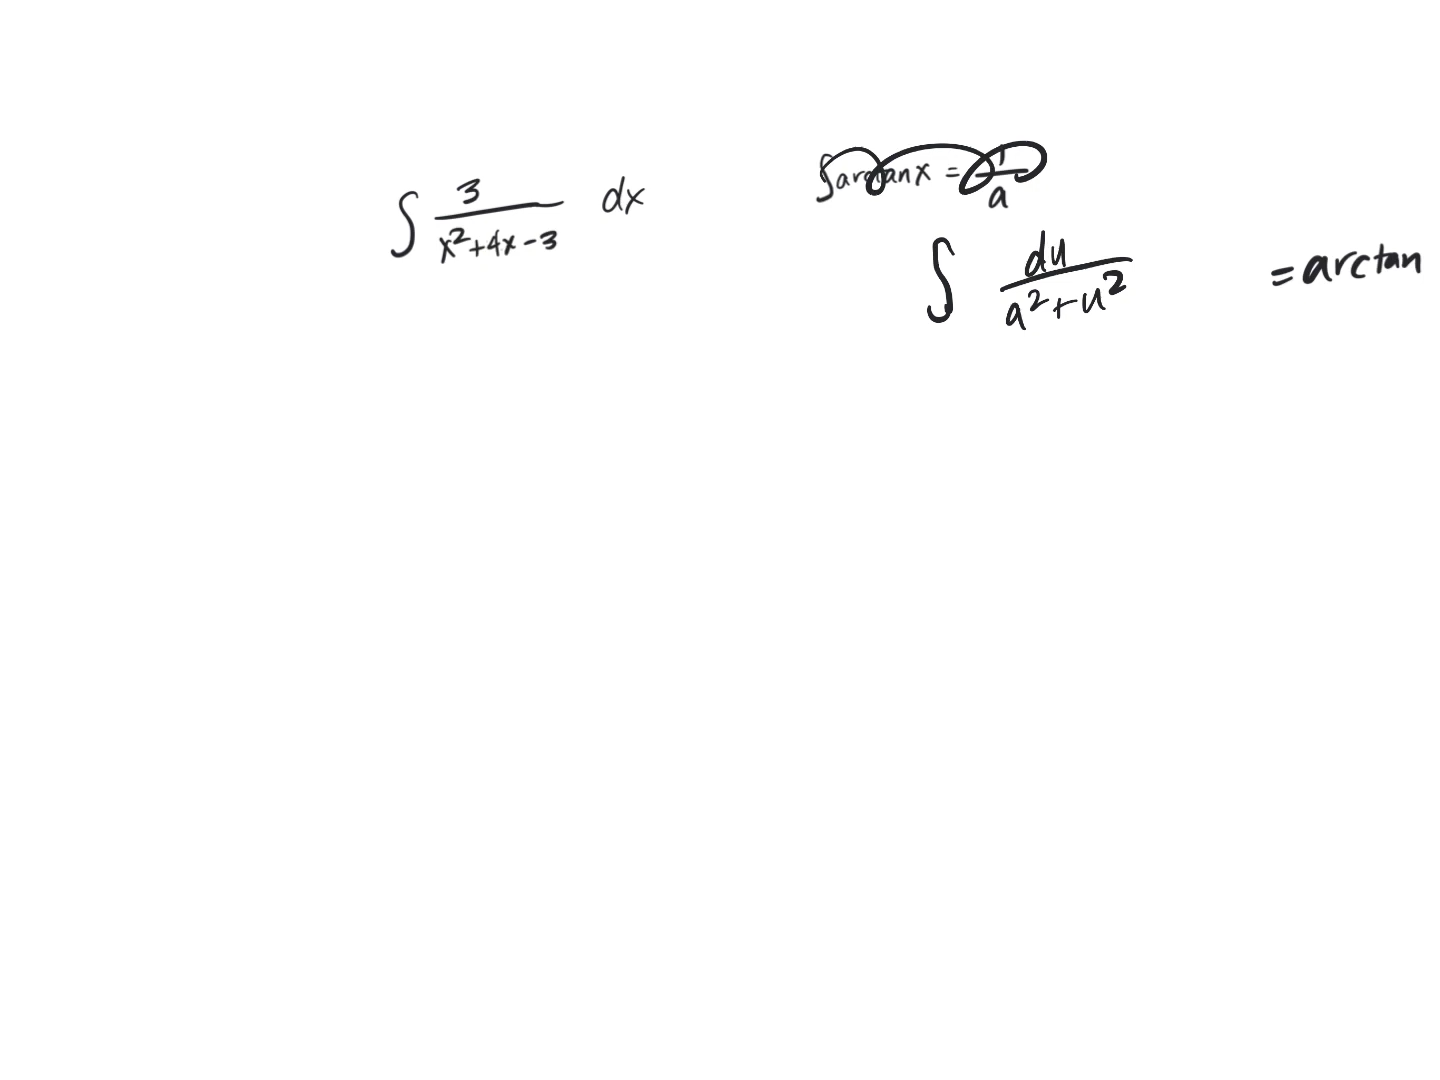 ∫ 3/(x²+4x-3) dx
∫arctanx = 1/a
∫ du/(a²+u²) = arctan